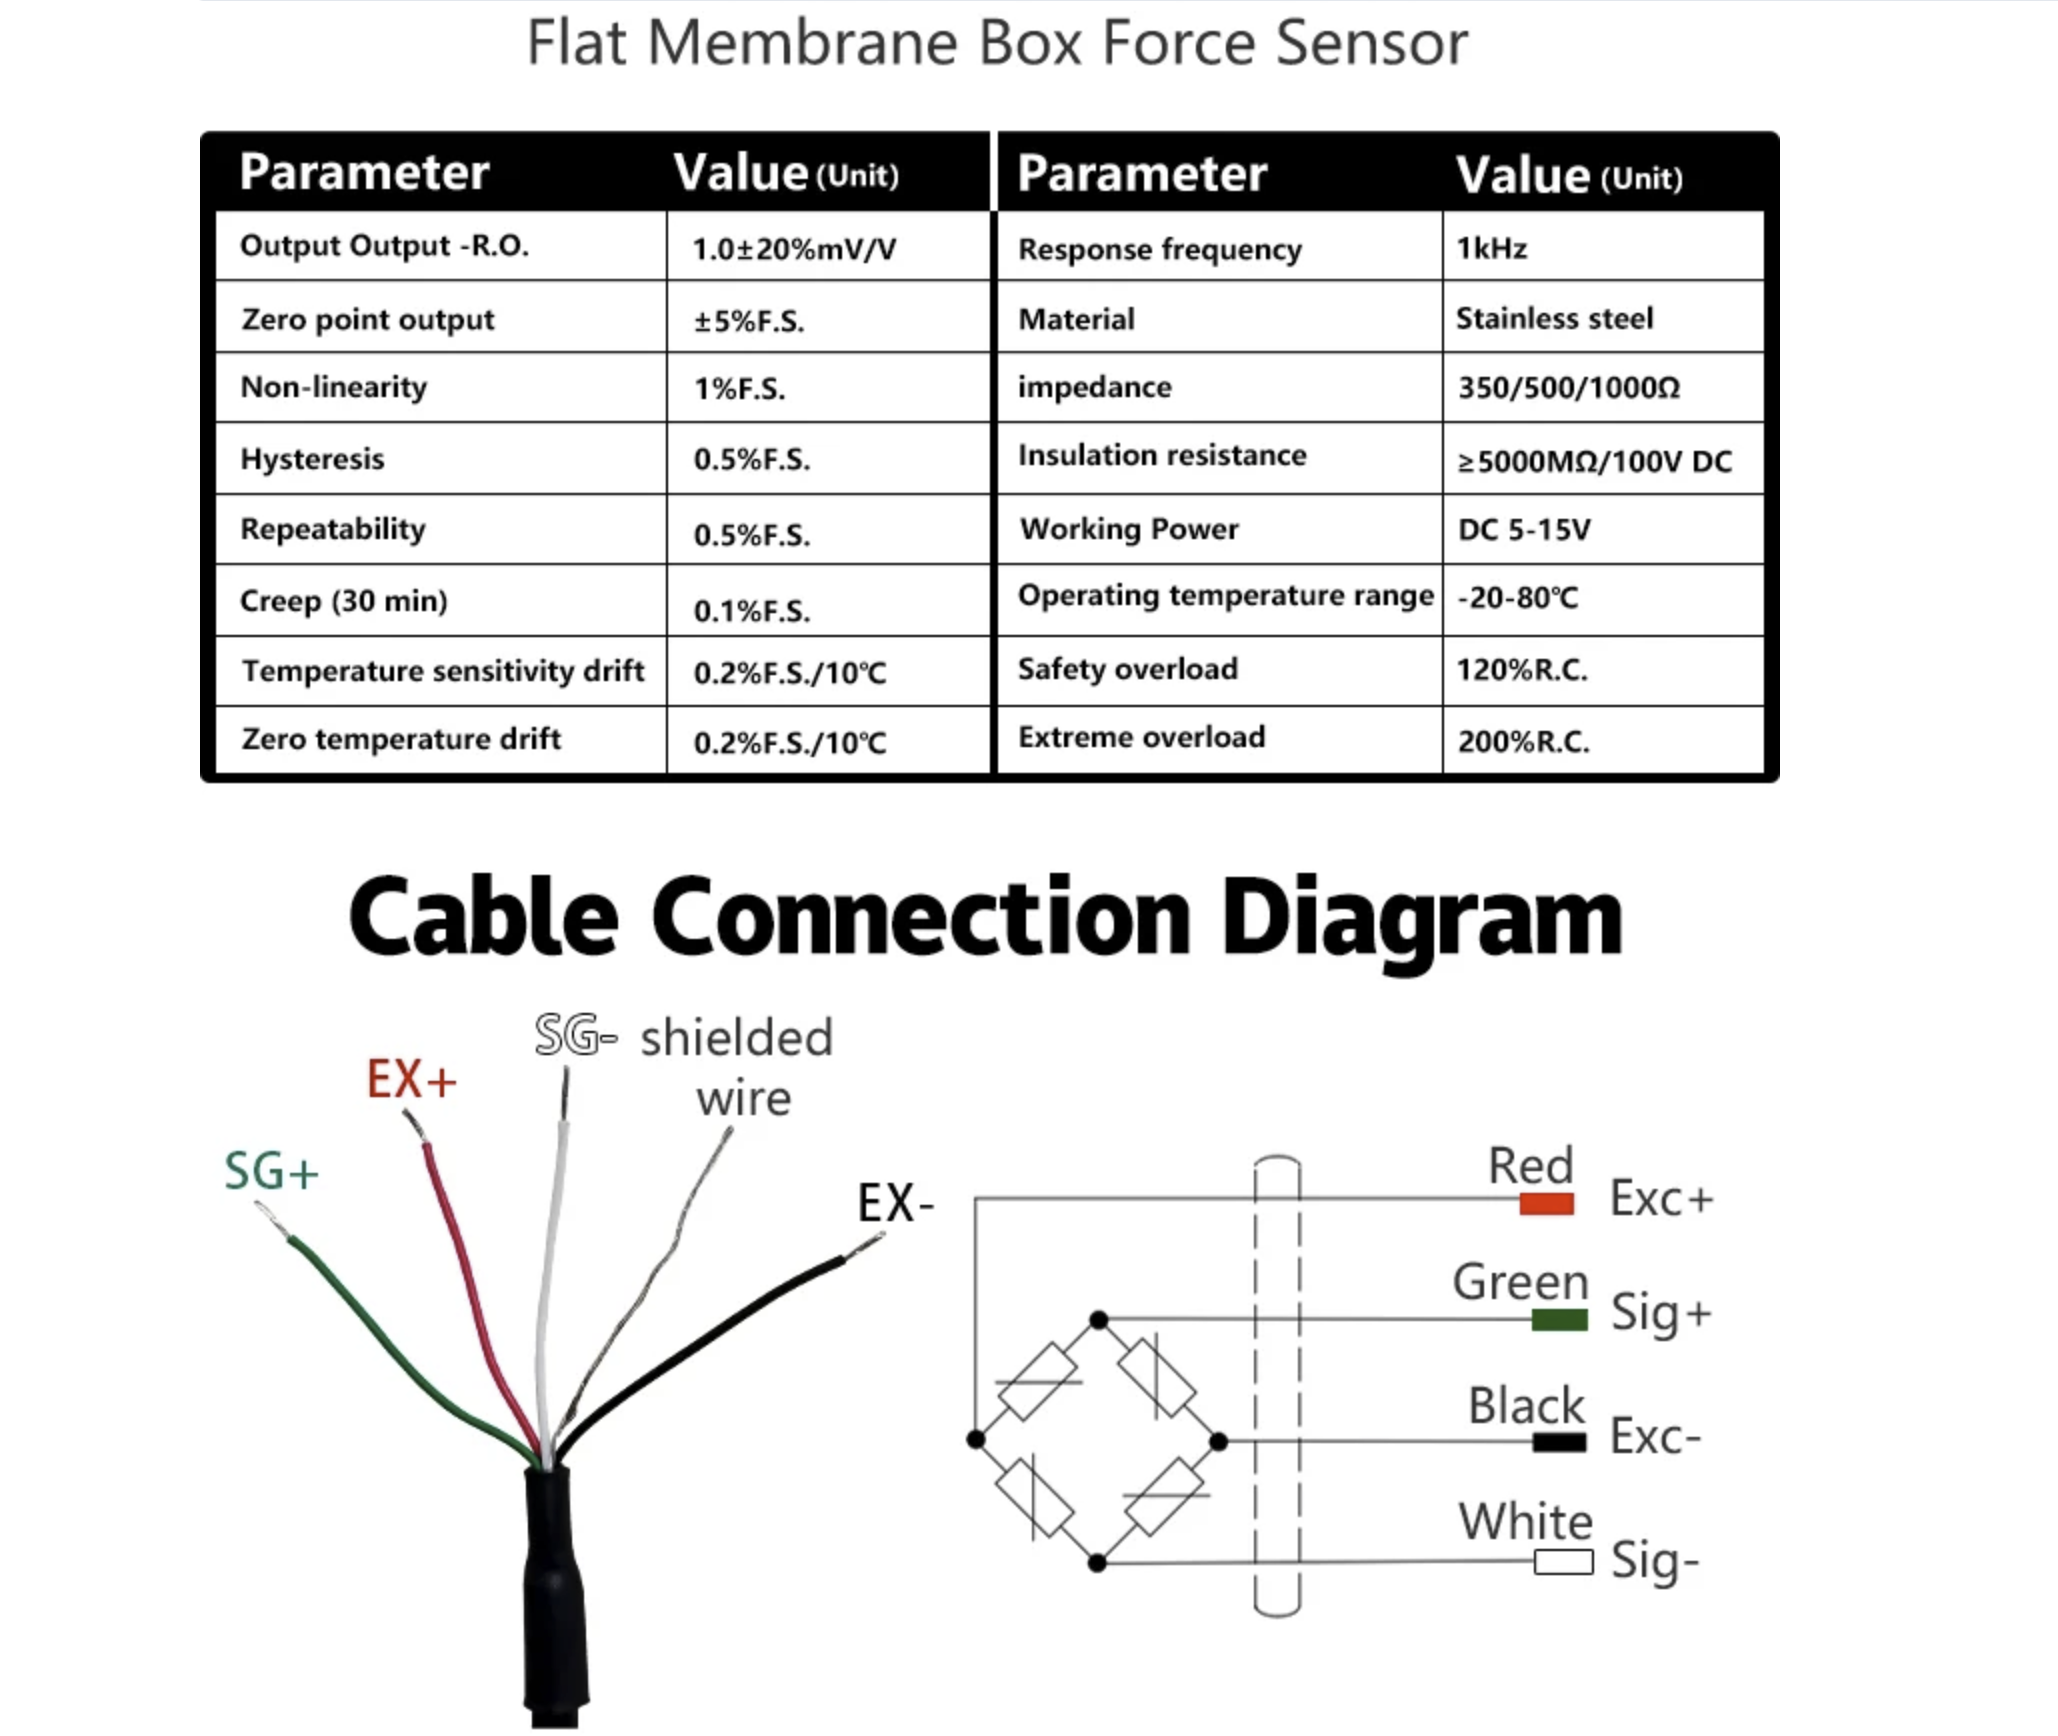 Flat Membrane Box Force Sensor
Parameter Value (Unit) Parameter Value (Unit)
Output Output -R.O. 1.0±20%mV/V Response frequency 1kHz
Zero point output ±5%F.S. Material Stainless steel
Non-linearity 1%F.S. impedance 350/500/1000Ω
Hysteresis 0.5%F.S. Insulation resistance ≥5000MΩ/100V DC
Repeatability 0.5%F.S. Working Power DC 5-15V
Creep (30 min) 0.1%F.S. Operating temperature range -20-80℃
Temperature sensitivity drift 0.2%F.S./10℃ Safety overload 120%R.C.
Zero temperature drift 0.2%F.S./10℃ Extreme overload 200%R.C.
Cable Connection Diagram
SG- shielded
wire
EX+
SG+
EX-
Red
Exc+
Green
Sig+
Black
Exc-
White
Sig-